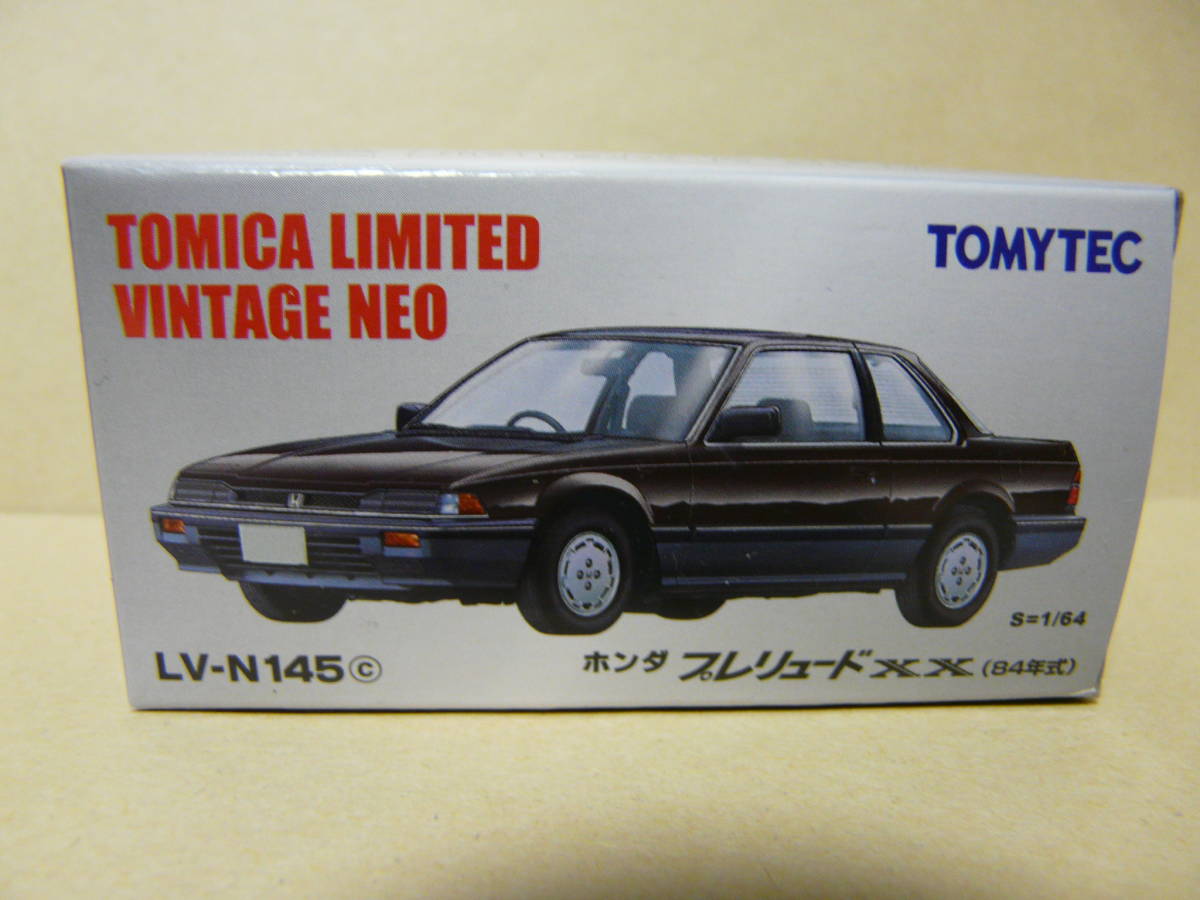 TOMICA LIMITED
VINTAGE NEO
TOMYTEC
S=1/64
LV-N145ⓒ
ホンダ プレリュードXX (84年式)